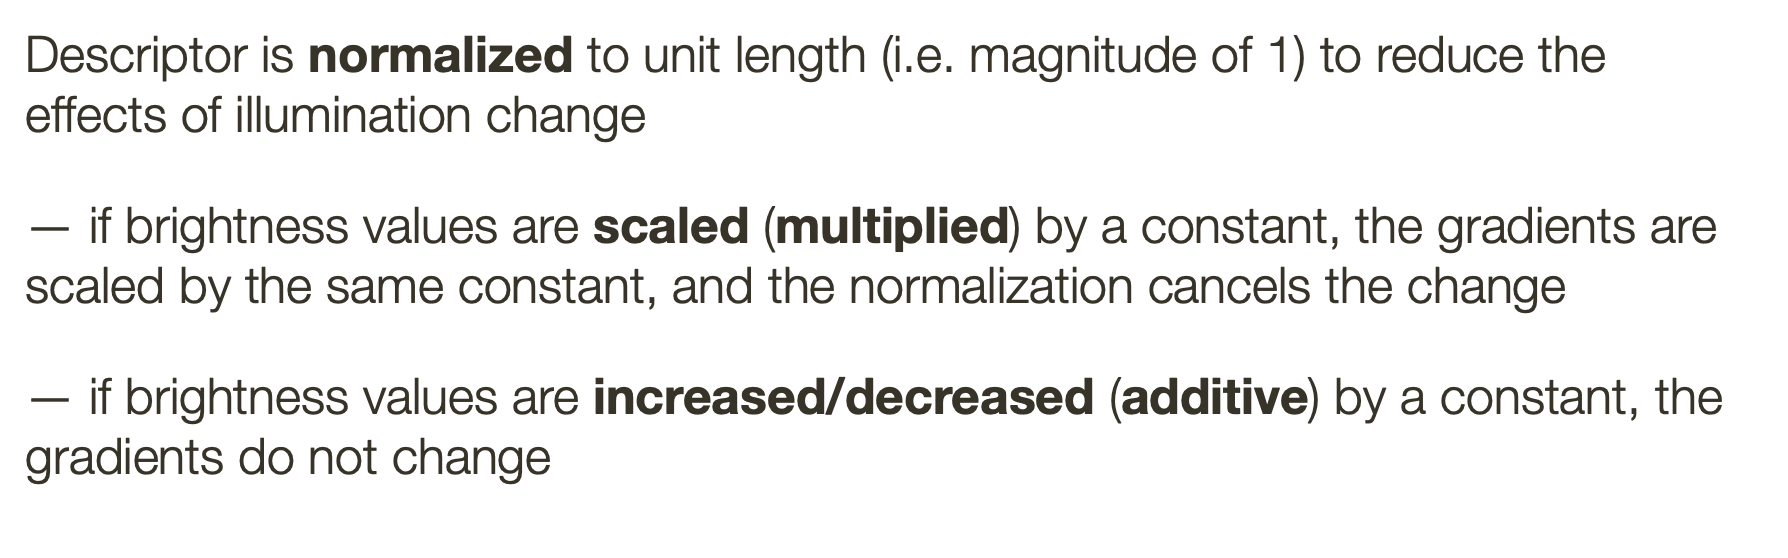 Descriptor is normalized to unit length (i.e. magnitude of 1) to reduce the
effects of illumination change
— if brightness values are scaled (multiplied) by a constant, the gradients are
scaled by the same constant, and the normalization cancels the change
— if brightness values are increased/decreased (additive) by a constant, the
gradients do not change